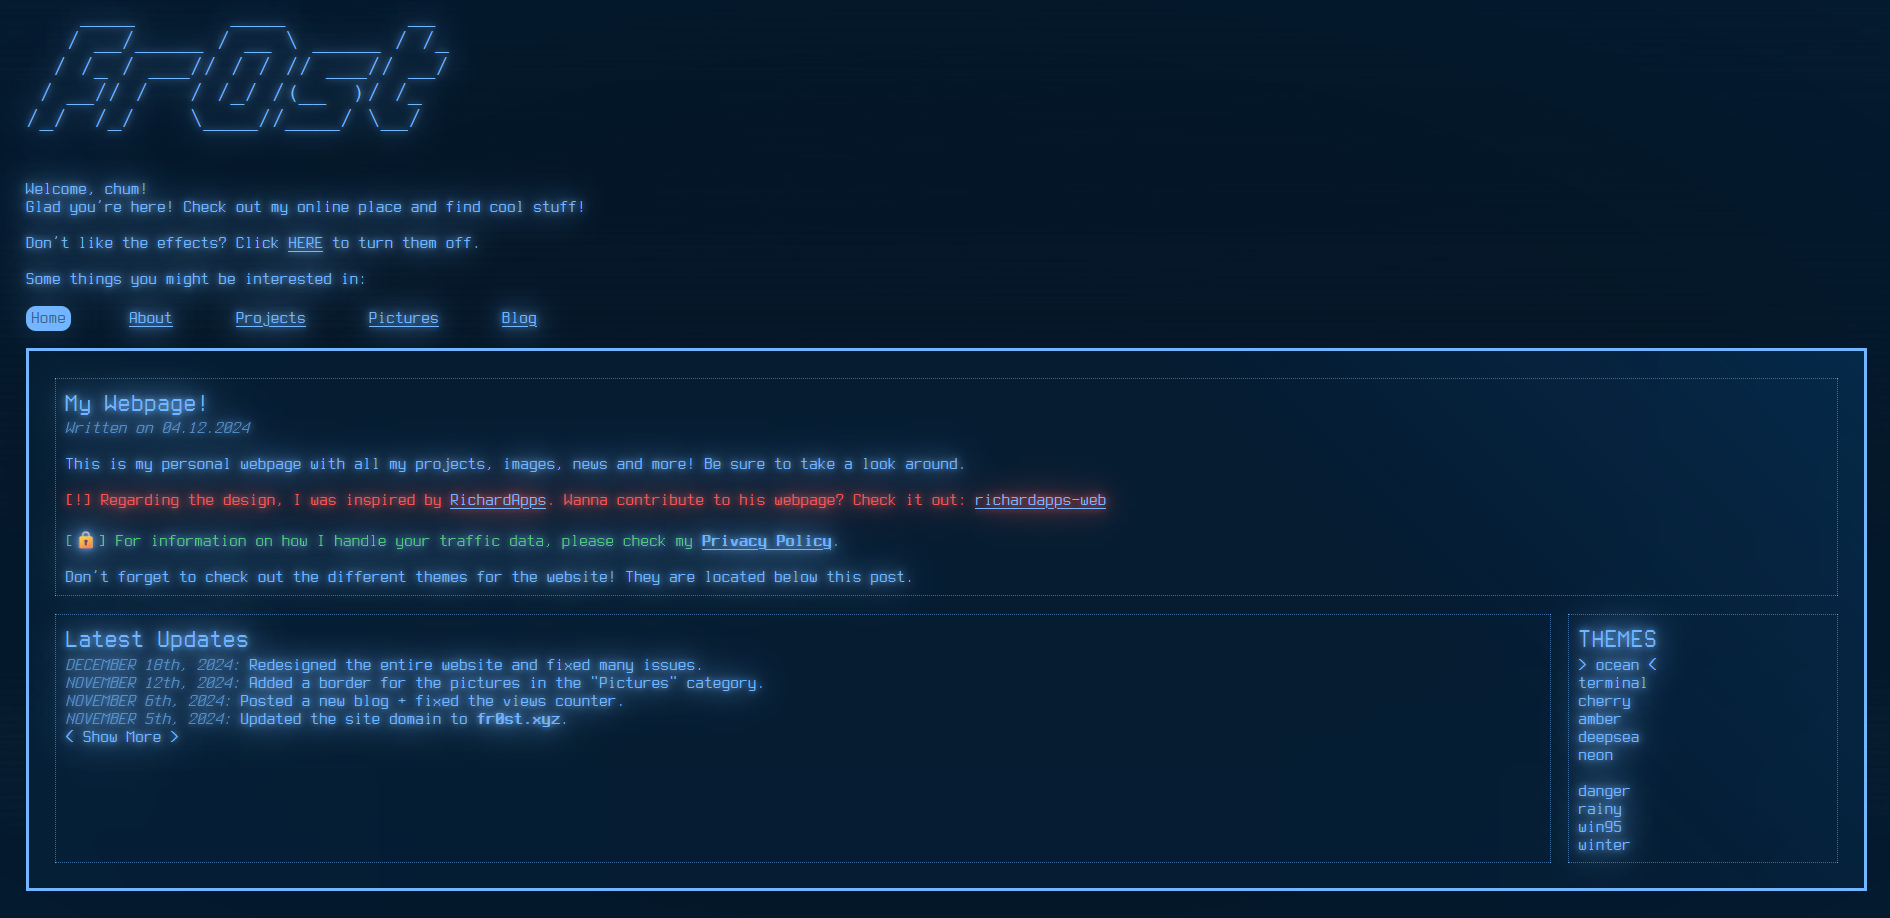 Fr0st
Welcome, chum!
Glad you're here! Check out my online place and find cool stuff!
Don't like the effects? Click HERE to turn them off.
Some things you might be interested in:
Home About Projects Pictures Blog
My Webpage!
Written on 04.12.2024
This is my personal webpage with all my projects, images, news and more! Be sure to take a look around.
[!] Regarding the design, I was inspired by RichardApps. Wanna contribute to his webpage? Check it out: richardapps-web
[🔒] For information on how I handle your traffic data, please check my Privacy Policy.
Don't forget to check out the different themes for the website! They are located below this post.
Latest Updates
DECEMBER 18th, 2024: Redesigned the entire website and fixed many issues.
NOVEMBER 12th, 2024: Added a border for the pictures in the "Pictures" category.
NOVEMBER 6th, 2024: Posted a new blog + fixed the views counter.
NOVEMBER 5th, 2024: Updated the site domain to fr0st.xyz.
< Show More >
THEMES
> ocean <
terminal
cherry
amber
deepsea
neon
danger
rainy
win95
winter